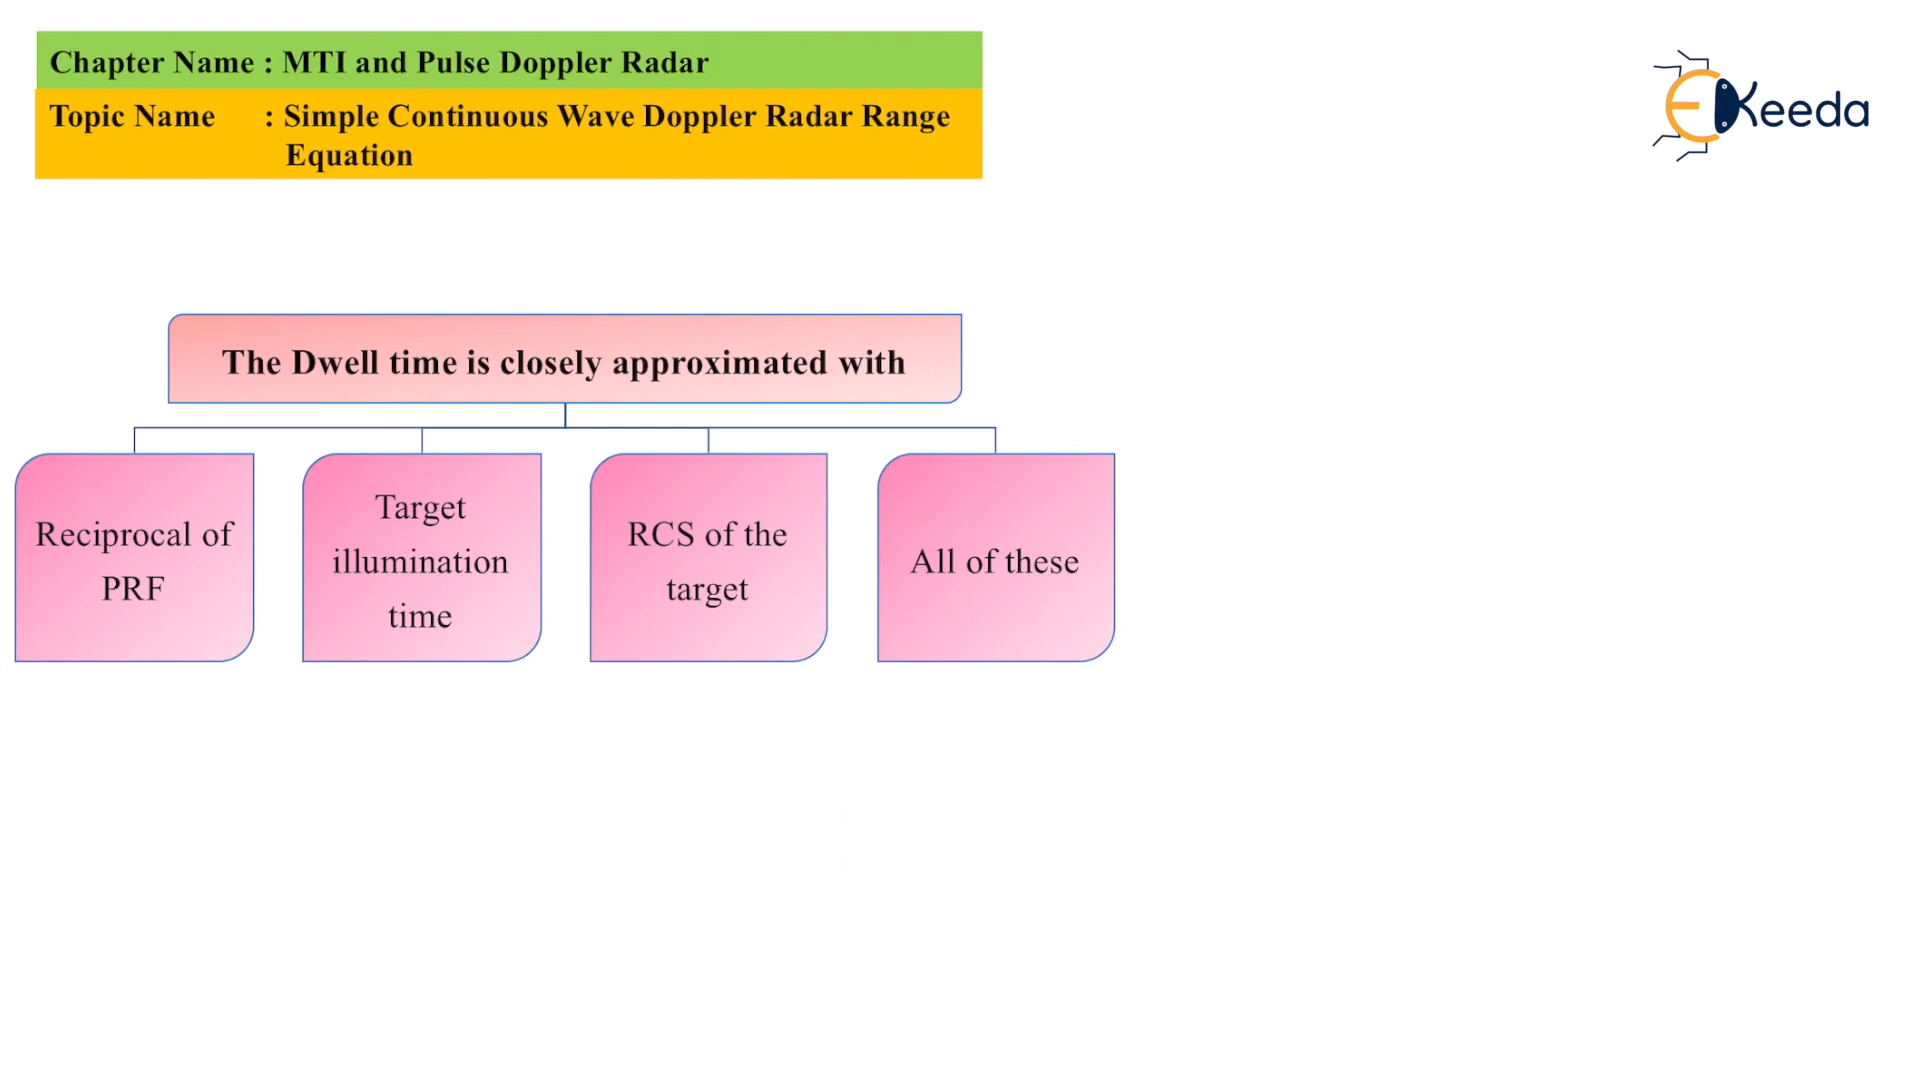 Chapter Name : MTI and Pulse Doppler Radar
Topic Name : Simple Continuous Wave Doppler Radar Range
Equation
EKeeda
The Dwell time is closely approximated with
Reciprocal of
PRF
Target
illumination
time
RCS of the
target
All of these